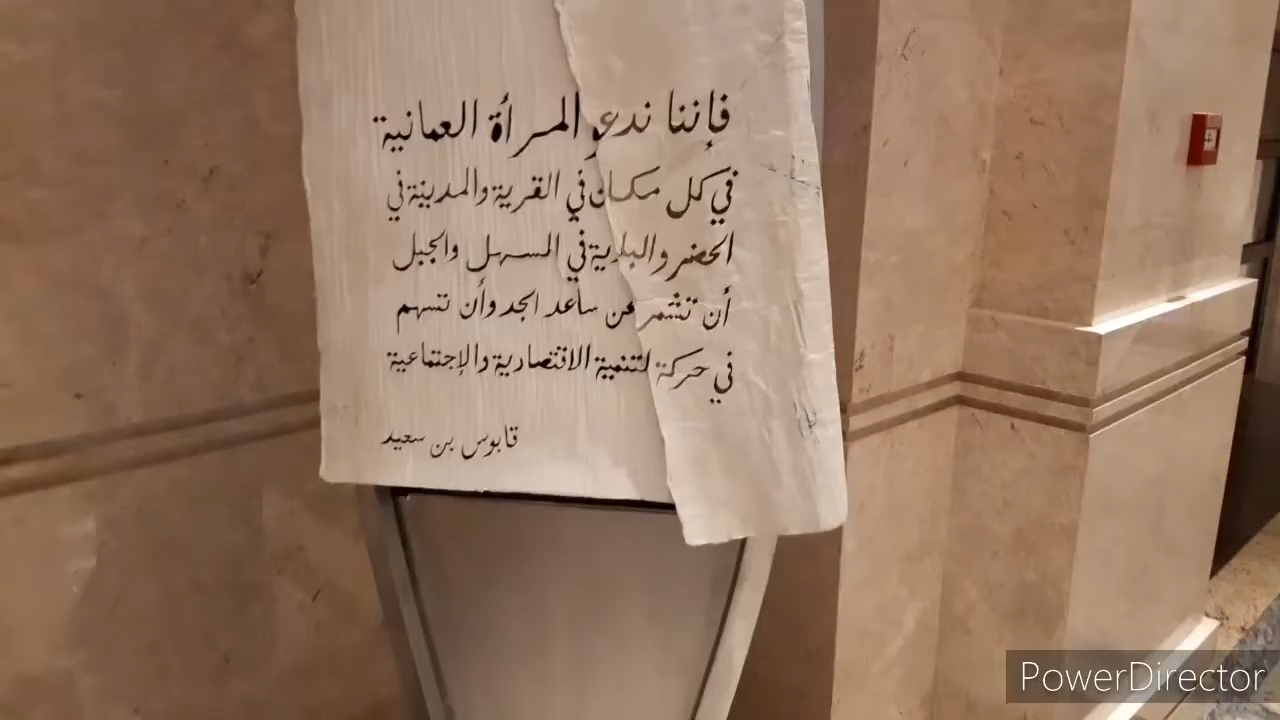 فإننا ندعو المرأة العمانية
في كل مكان في القرية والمدينة في
الحضر والبادية في السهل والجبل
أن تشمر عن ساعد الجد وأن تسهم
في حركة التنمية الاقتصادية والإجتماعية
قابوس بن سعيد
PowerDirector